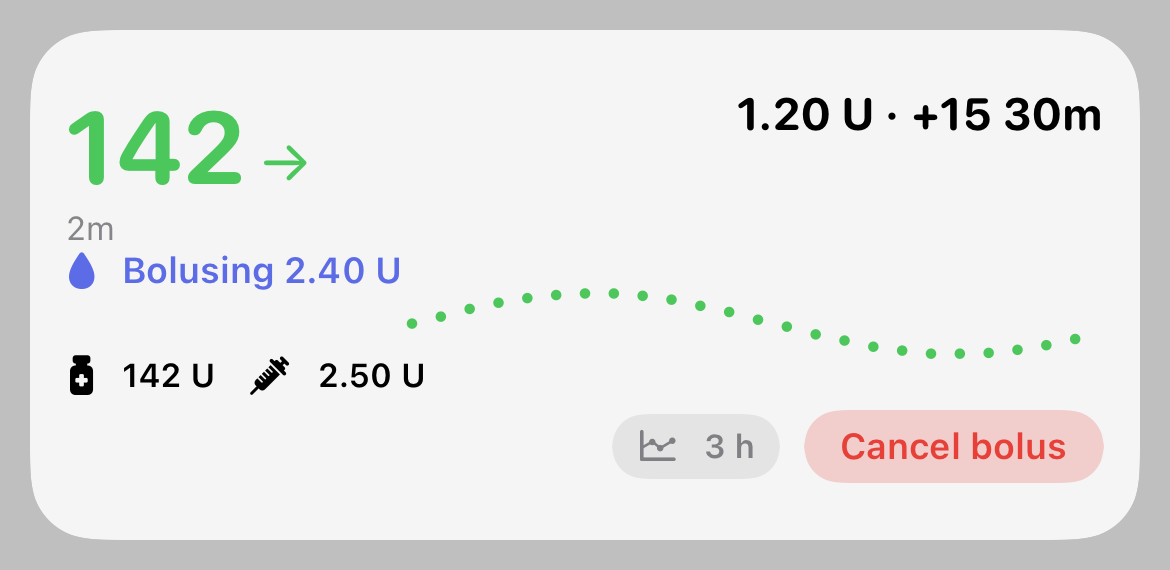 142 →
1.20 U · +15 30m
2m
Bolusing 2.40 U
142 U 2.50 U
3 h
Cancel bolus